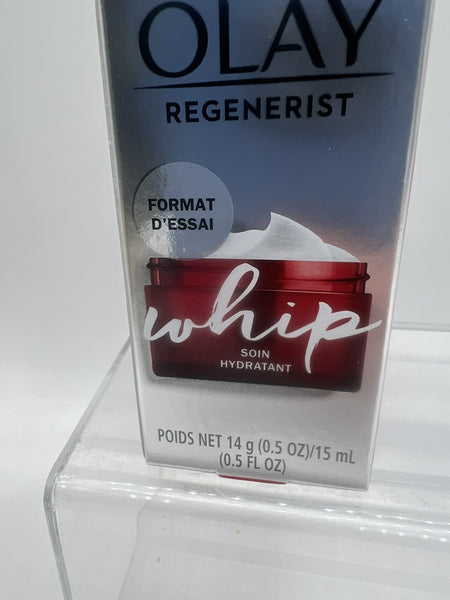 OLAY
REGENERIST
FORMAT
D'ESSAI
whip
SOIN
HYDRATANT
POIDS NET 14 g (0.5 OZ)/15 mL
(0.5 FL OZ)